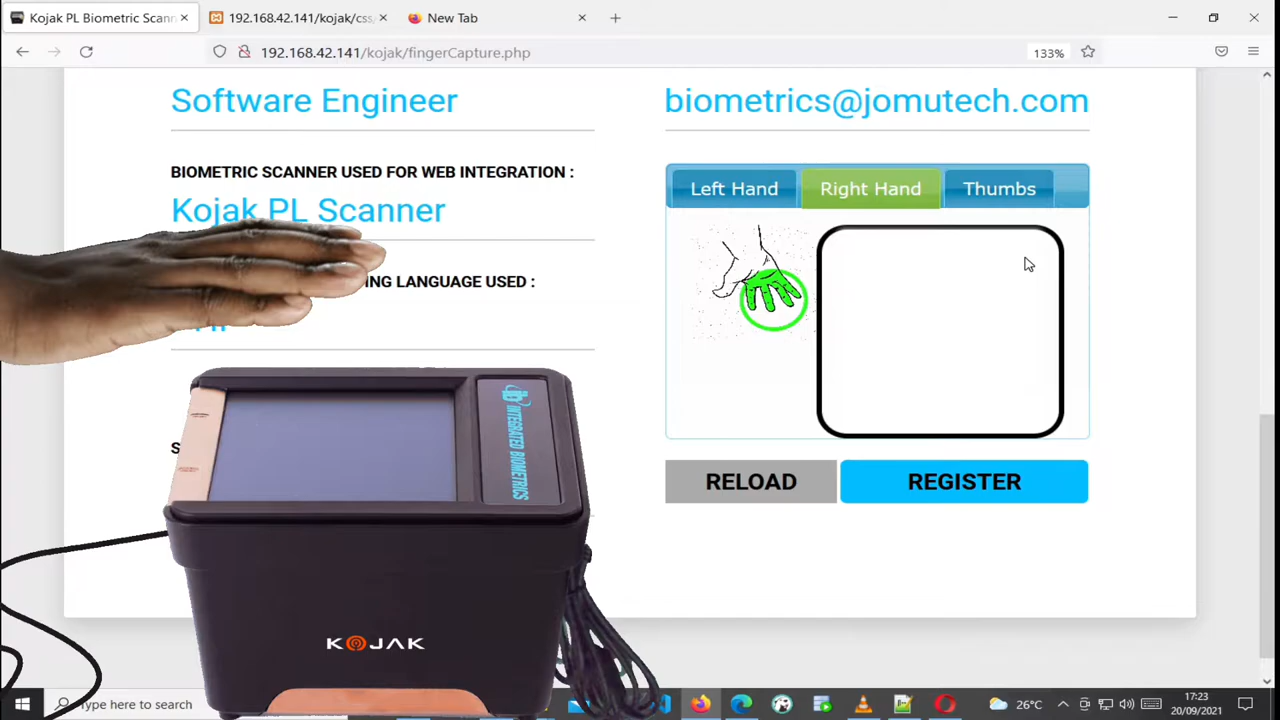 Kojak PL Biometric Scann
192.168.42.141/kojak/css/
New Tab
192.168.42.141/kojak/fingerCapture.php
133%
Software Engineer
biometrics@jomutech.com
BIOMETRIC SCANNER USED FOR WEB INTEGRATION :
Kojak PL Scanner
Left Hand
Right Hand
Thumbs
NG LANGUAGE USED :
S
RELOAD
REGISTER
ib INTEGRATED BIOMETRICS
KOJAK
Type here to search
26°C
17:23
20/09/2021